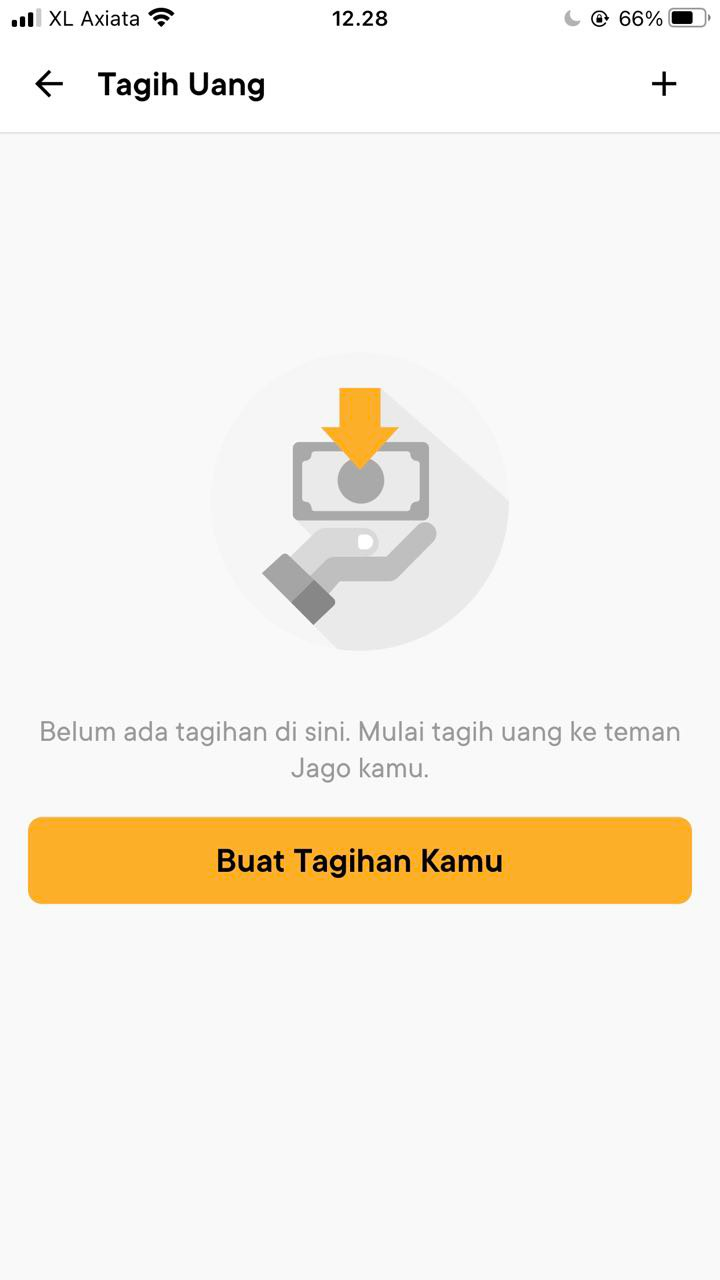 XL Axiata 12.28 66%
Tagih Uang
Belum ada tagihan di sini. Mulai tagih uang ke teman
Jago kamu.
Buat Tagihan Kamu